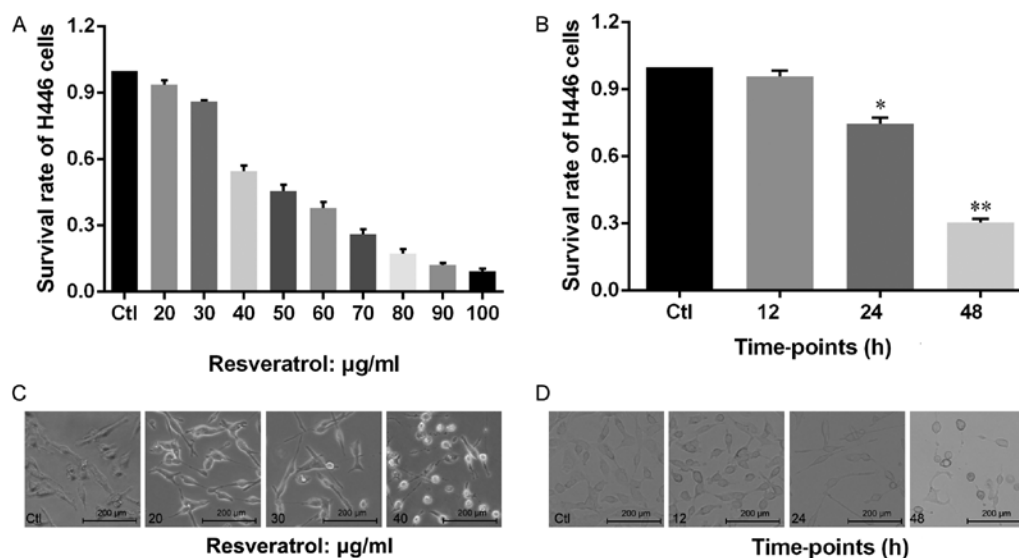 A
Survival rate of H446 cells
1.2
0.9
0.6
0.3
0.0
Ctl 20 30 40 50 60 70 80 90 100
Resveratrol: µg/ml
B
Survival rate of H446 cells
1.2
0.9
0.6
0.3
0.0
*
**
Ctl 12 24 48
Time-points (h)
C
Ctl 200 µm
20 200 µm
30 200 µm
40 200 µm
Resveratrol: µg/ml
D
Ctl 200 µm
12 200 µm
24 200 µm
48 200 µm
Time-points (h)